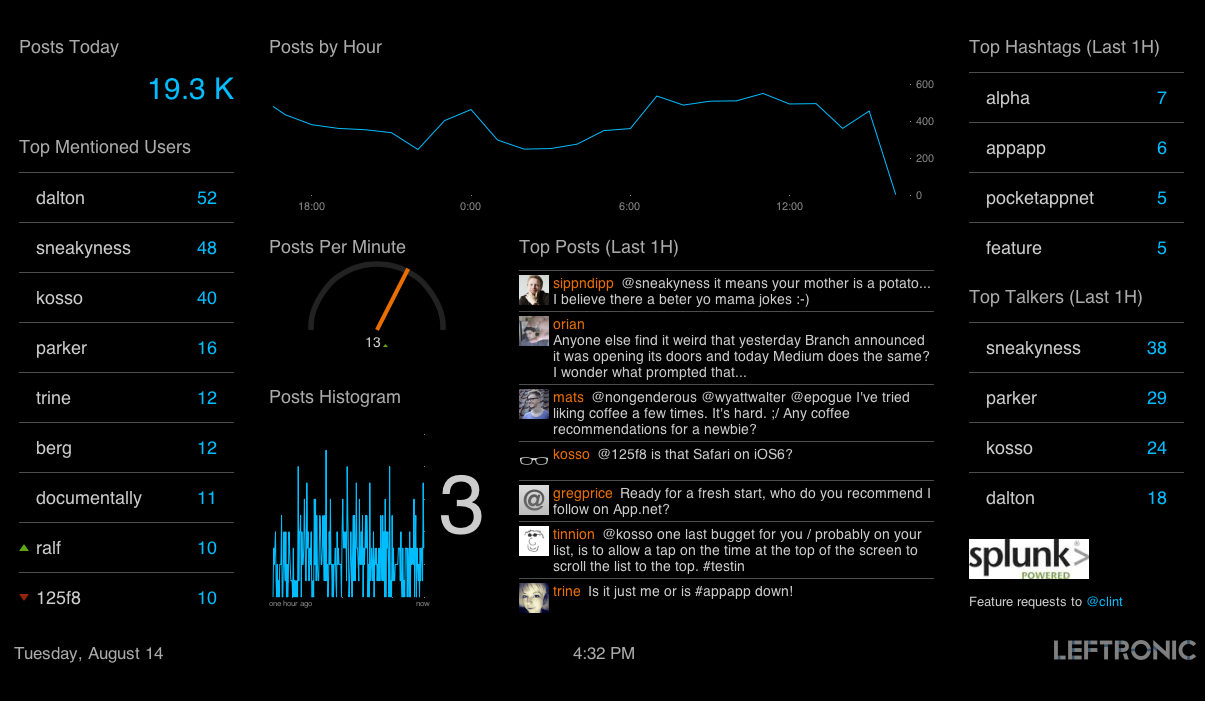 Posts Today
19.3 K
Top Mentioned Users
dalton 52
sneakyness 48
kosso 40
parker 16
trine 12
berg 12
documentally 11
ralf 10
125f8 10
Posts by Hour
600
400
200
0
18:00 0:00 6:00 12:00
Posts Per Minute
13
Posts Histogram
3
one hour ago now
Top Posts (Last 1H)
sippndipp @sneakyness it means your mother is a potato...
I believe there a beter yo mama jokes :-)
orian
Anyone else find it weird that yesterday Branch announced
it was opening its doors and today Medium does the same?
I wonder what prompted that...
mats @nongenderous @wyattwalter @epogue I've tried
liking coffee a few times. It's hard. ;/ Any coffee
recommendations for a newbie?
kosso @125f8 is that Safari on iOS6?
@
gregprice Ready for a fresh start, who do you recommend I
follow on App.net?
tinnion @kosso one last bugget for you / probably on your
list, is to allow a tap on the time at the top of the screen to
scroll the list to the top. #testin
trine Is it just me or is #appapp down!
Top Hashtags (Last 1H)
alpha 7
appapp 6
pocketappnet 5
feature 5
Top Talkers (Last 1H)
sneakyness 38
parker 29
kosso 24
dalton 18
splunk>
POWERED
Feature requests to @clint
Tuesday, August 14
4:32 PM
LEFTRONIC